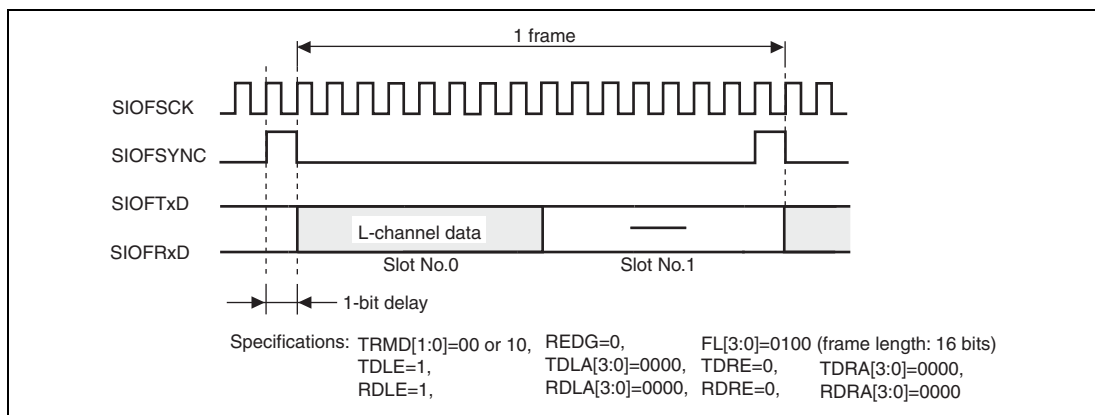 1 frame
SIOFSCK
SIOFSYNC
SIOFTxD
L-channel data
SIOFRxD
Slot No.0 Slot No.1
1-bit delay
Specifications: TRMD[1:0]=00 or 10, REDG=0, FL[3:0]=0100 (frame length: 16 bits)
TDLE=1, TDLA[3:0]=0000, TDRE=0, TDRA[3:0]=0000,
RDLE=1, RDLA[3:0]=0000, RDRE=0, RDRA[3:0]=0000